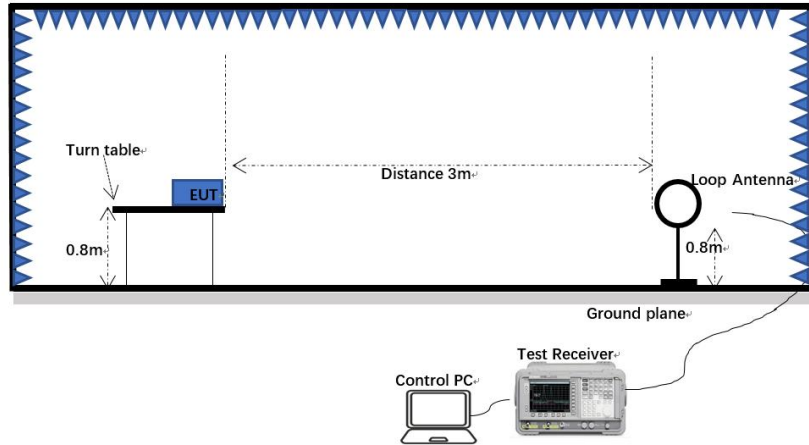 Turn table
EUT
Distance 3m
Loop Antenna
0.8m
0.8m
Ground plane
Test Receiver
Control PC